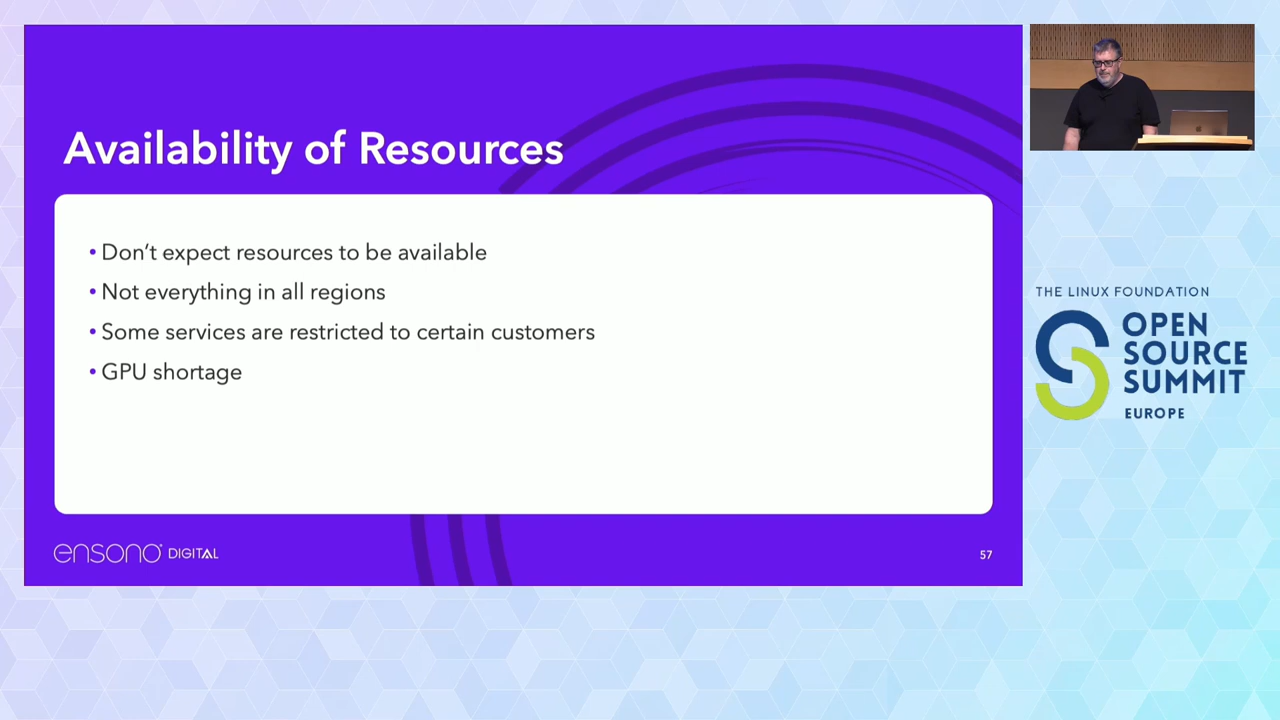 Availability of Resources
• Don’t expect resources to be available
• Not everything in all regions
• Some services are restricted to certain customers
• GPU shortage
ensono DIGITAL
57
THE LINUX FOUNDATION
OPEN
SOURCE
SUMMIT
EUROPE